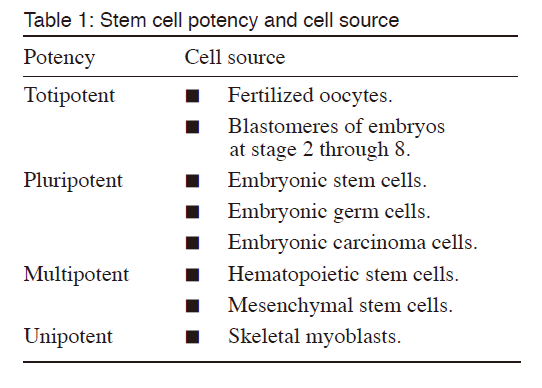 Table 1: Stem cell potency and cell source
Potency Cell source
Totipotent ■ Fertilized oocytes.
■ Blastomeres of embryos
at stage 2 through 8.
Pluripotent ■ Embryonic stem cells.
■ Embryonic germ cells.
■ Embryonic carcinoma cells.
Multipotent ■ Hematopoietic stem cells.
■ Mesenchymal stem cells.
Unipotent ■ Skeletal myoblasts.